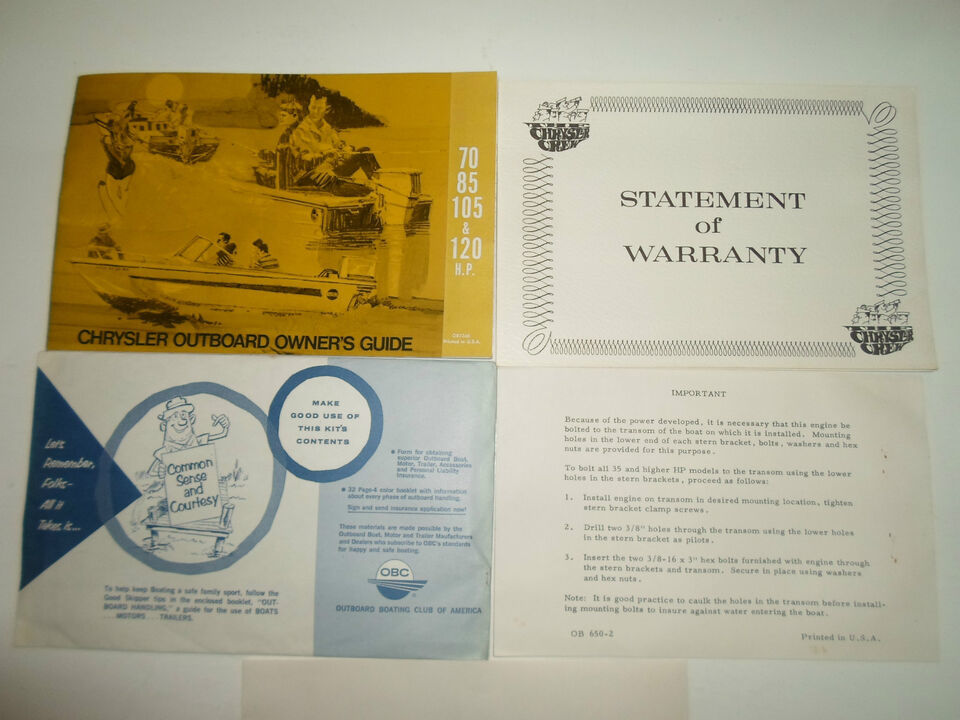 70
85
105
&
120
H.P.
CHRYSLER OUTBOARD OWNER'S GUIDE
Printed in U.S.A.
CHRYSLER
CREW
STATEMENT
of
WARRANTY
CHRYSLER
CREW
Let's
Remember,
Folks-
All it
Takes is...
Common
Sense
and
Courtesy
MAKE
GOOD USE OF
THIS KIT'S
CONTENTS
• Form for obtaining
superior Outboard Boat,
Motor, Trailer, Accessories
and Personal Liability
Insurance.
• 32 Page-4 color booklet with information
about every phase of outboard handling.
Sign and send insurance application now!
These materials are made possible by the
Outboard Boat, Motor and Trailer Maufacturers
and Dealers who subscribe to OBC's standards
for happy and safe boating.
OBC
OUTBOARD BOATING CLUB OF AMERICA
To help keep Boating a safe family sport, follow the
Good Skipper tips in the enclosed booklet, "OUT-
BOARD HANDLING," a guide for the use of BOATS
...MOTORS...TRAILERS.
IMPORTANT
Because of the power developed, it is necessary that this engine be
bolted to the transom of the boat on which it is installed. Mounting
holes in the lower end of each stern bracket, bolts, washers and hex
nuts are provided for this purpose.
To bolt all 35 and higher HP models to the transom using the lower
holes in the stern brackets, proceed as follows:
1. Install engine on transom in desired mounting location, tighten
stern bracket clamp screws.
2. Drill two 3/8" holes through the transom using the lower holes
in the stern bracket as pilots.
3. Insert the two 3/8-16 x 3" hex bolts furnished with engine through
the stern brackets and transom. Secure in place using washers
and hex nuts.
Note: It is good practice to caulk the holes in the transom before install-
ing mounting bolts to insure against water entering the boat.
OB 650-2
Printed in U.S.A.